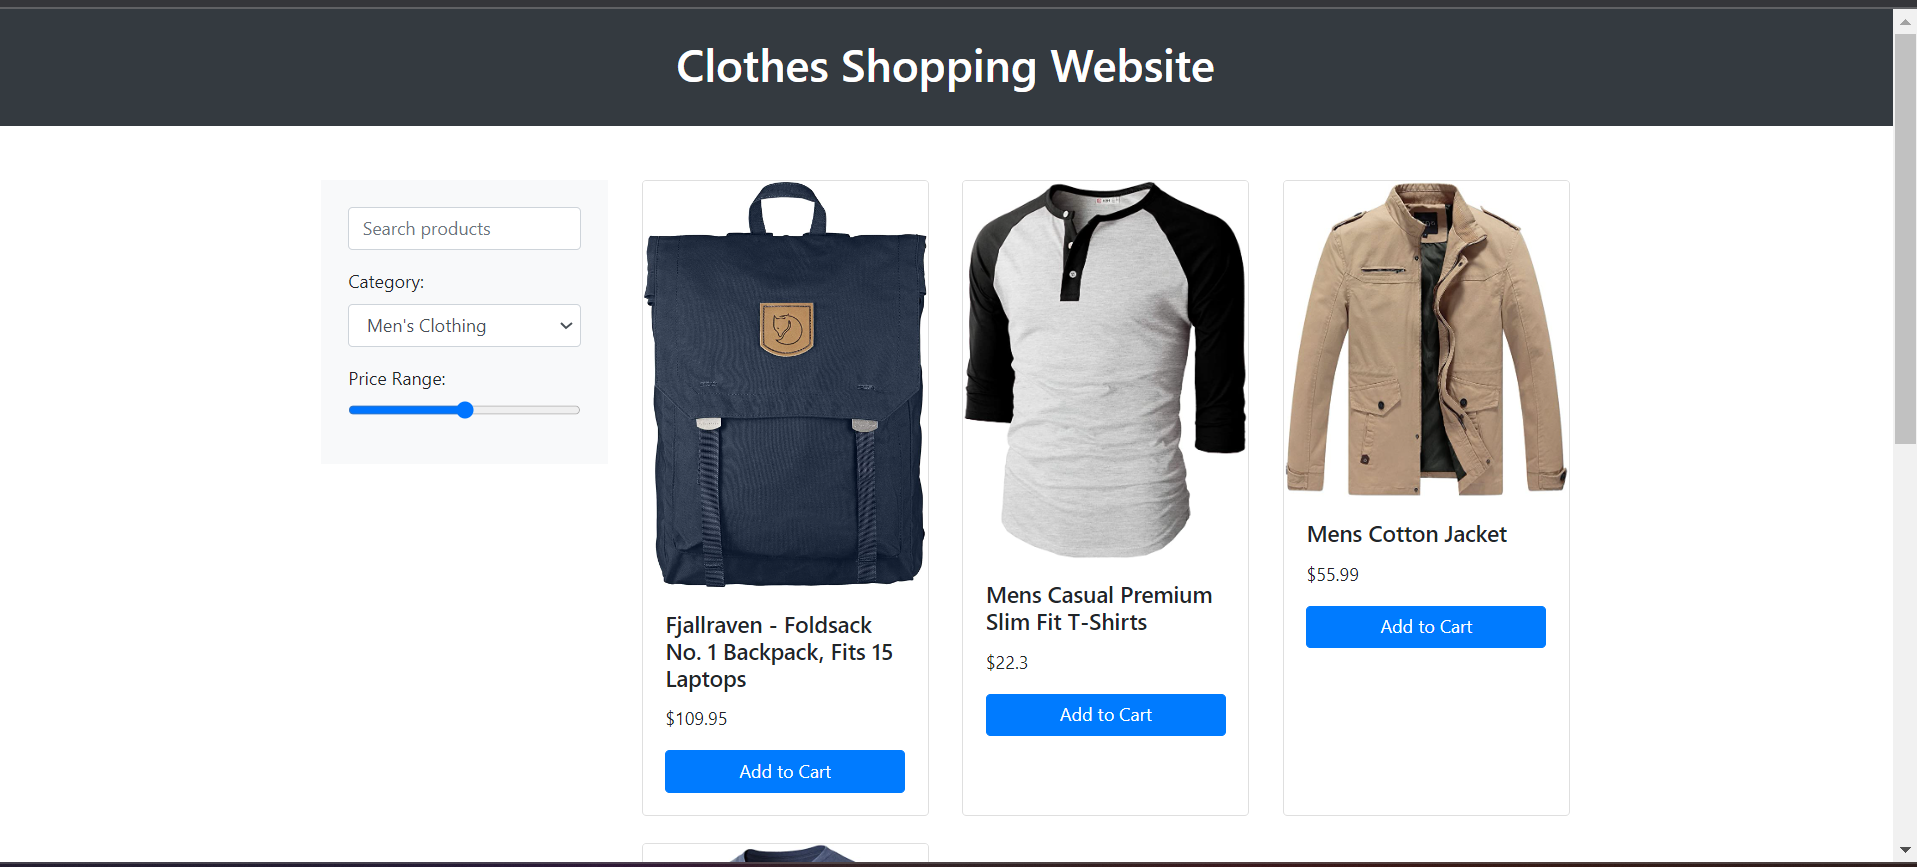 Clothes Shopping Website
Search products
Category:
Men's Clothing
Price Range:
Fjallraven - Foldsack
No. 1 Backpack, Fits 15
Laptops
$109.95
Add to Cart
Mens Casual Premium
Slim Fit T-Shirts
$22.3
Add to Cart
Mens Cotton Jacket
$55.99
Add to Cart